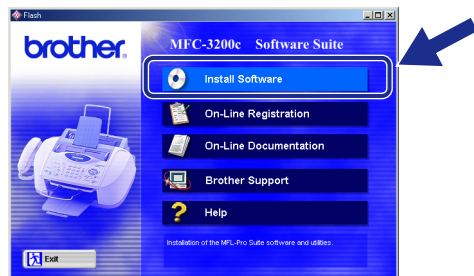 Flash
brother.
MFC-3200c Software Suite
Install Software
On-Line Registration
On-Line Documentation
Brother Support
Help
Installation of the MFL-Pro Suite software and utilities.
Exit